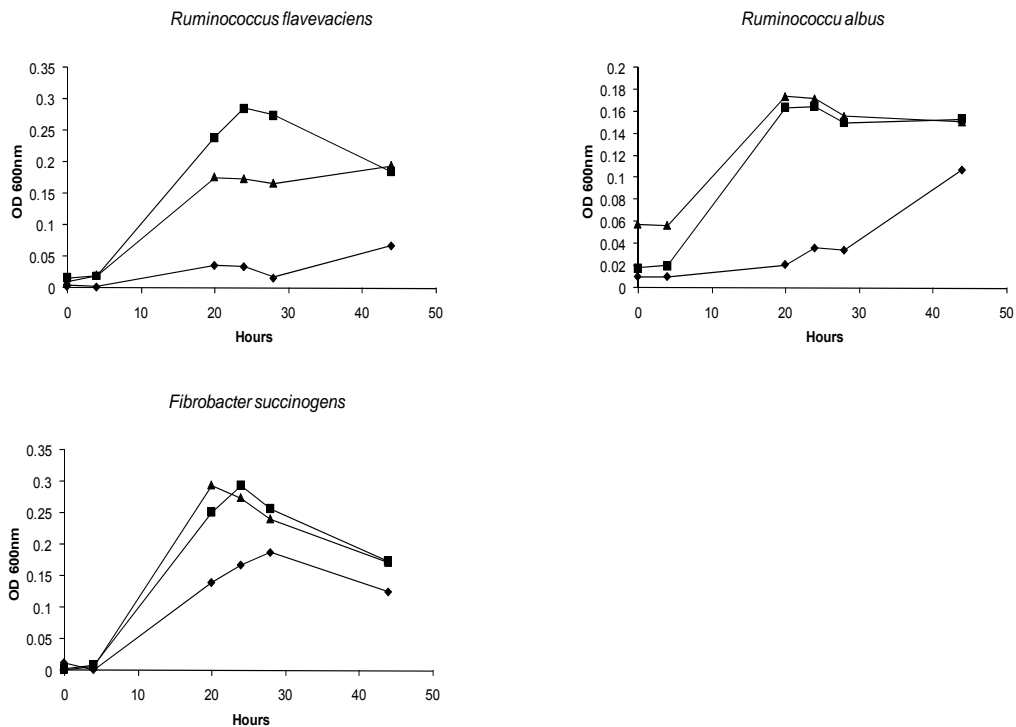 Ruminococcus flavevaciens
0.35
0.3
0.25
0.2
0.15
0.1
0.05
0
OD 600nm
0 10 20 30 40 50
Hours
Ruminococcu albus
0.2
0.18
0.16
0.14
0.12
0.1
0.08
0.06
0.04
0.02
0
OD 600nm
0 10 20 30 40 50
Hours
Fibrobacter succinogens
0.35
0.3
0.25
0.2
0.15
0.1
0.05
0
OD 600nm
0 10 20 30 40 50
Hours